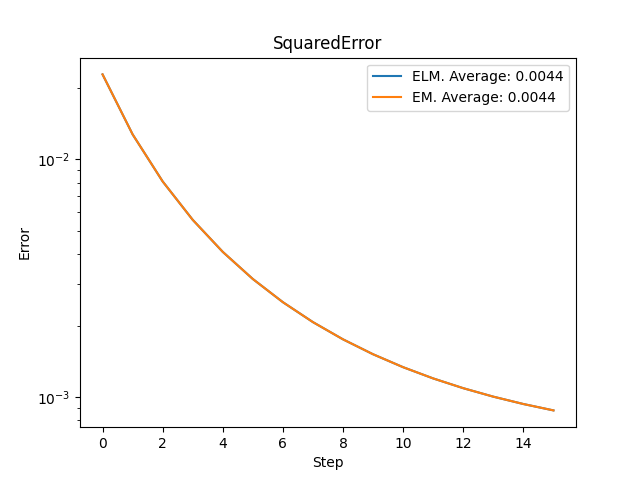 SquaredError
ELM. Average: 0.0044
EM. Average: 0.0044
10⁻²
10⁻³
Error
0 2 4 6 8 10 12 14
Step